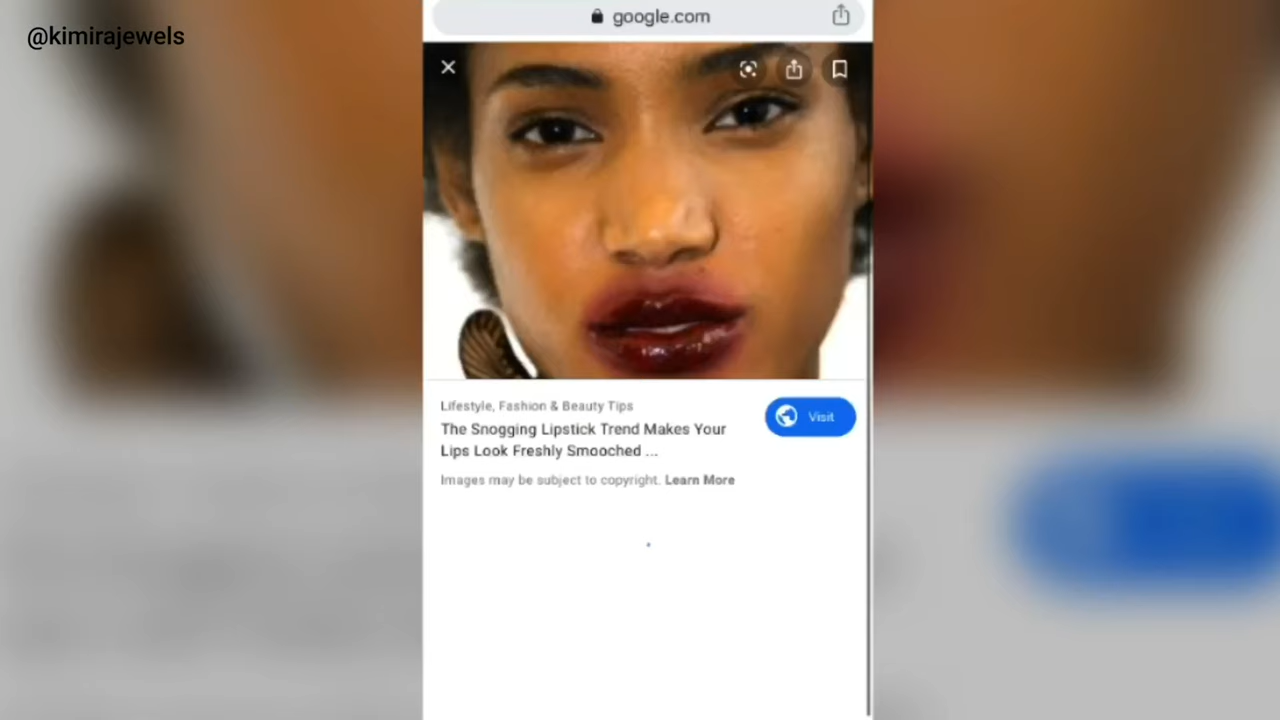 @kimirajewels
google.com
Lifestyle, Fashion & Beauty Tips
Visit
The Snogging Lipstick Trend Makes Your
Lips Look Freshly Smooched ...
Images may be subject to copyright. Learn More